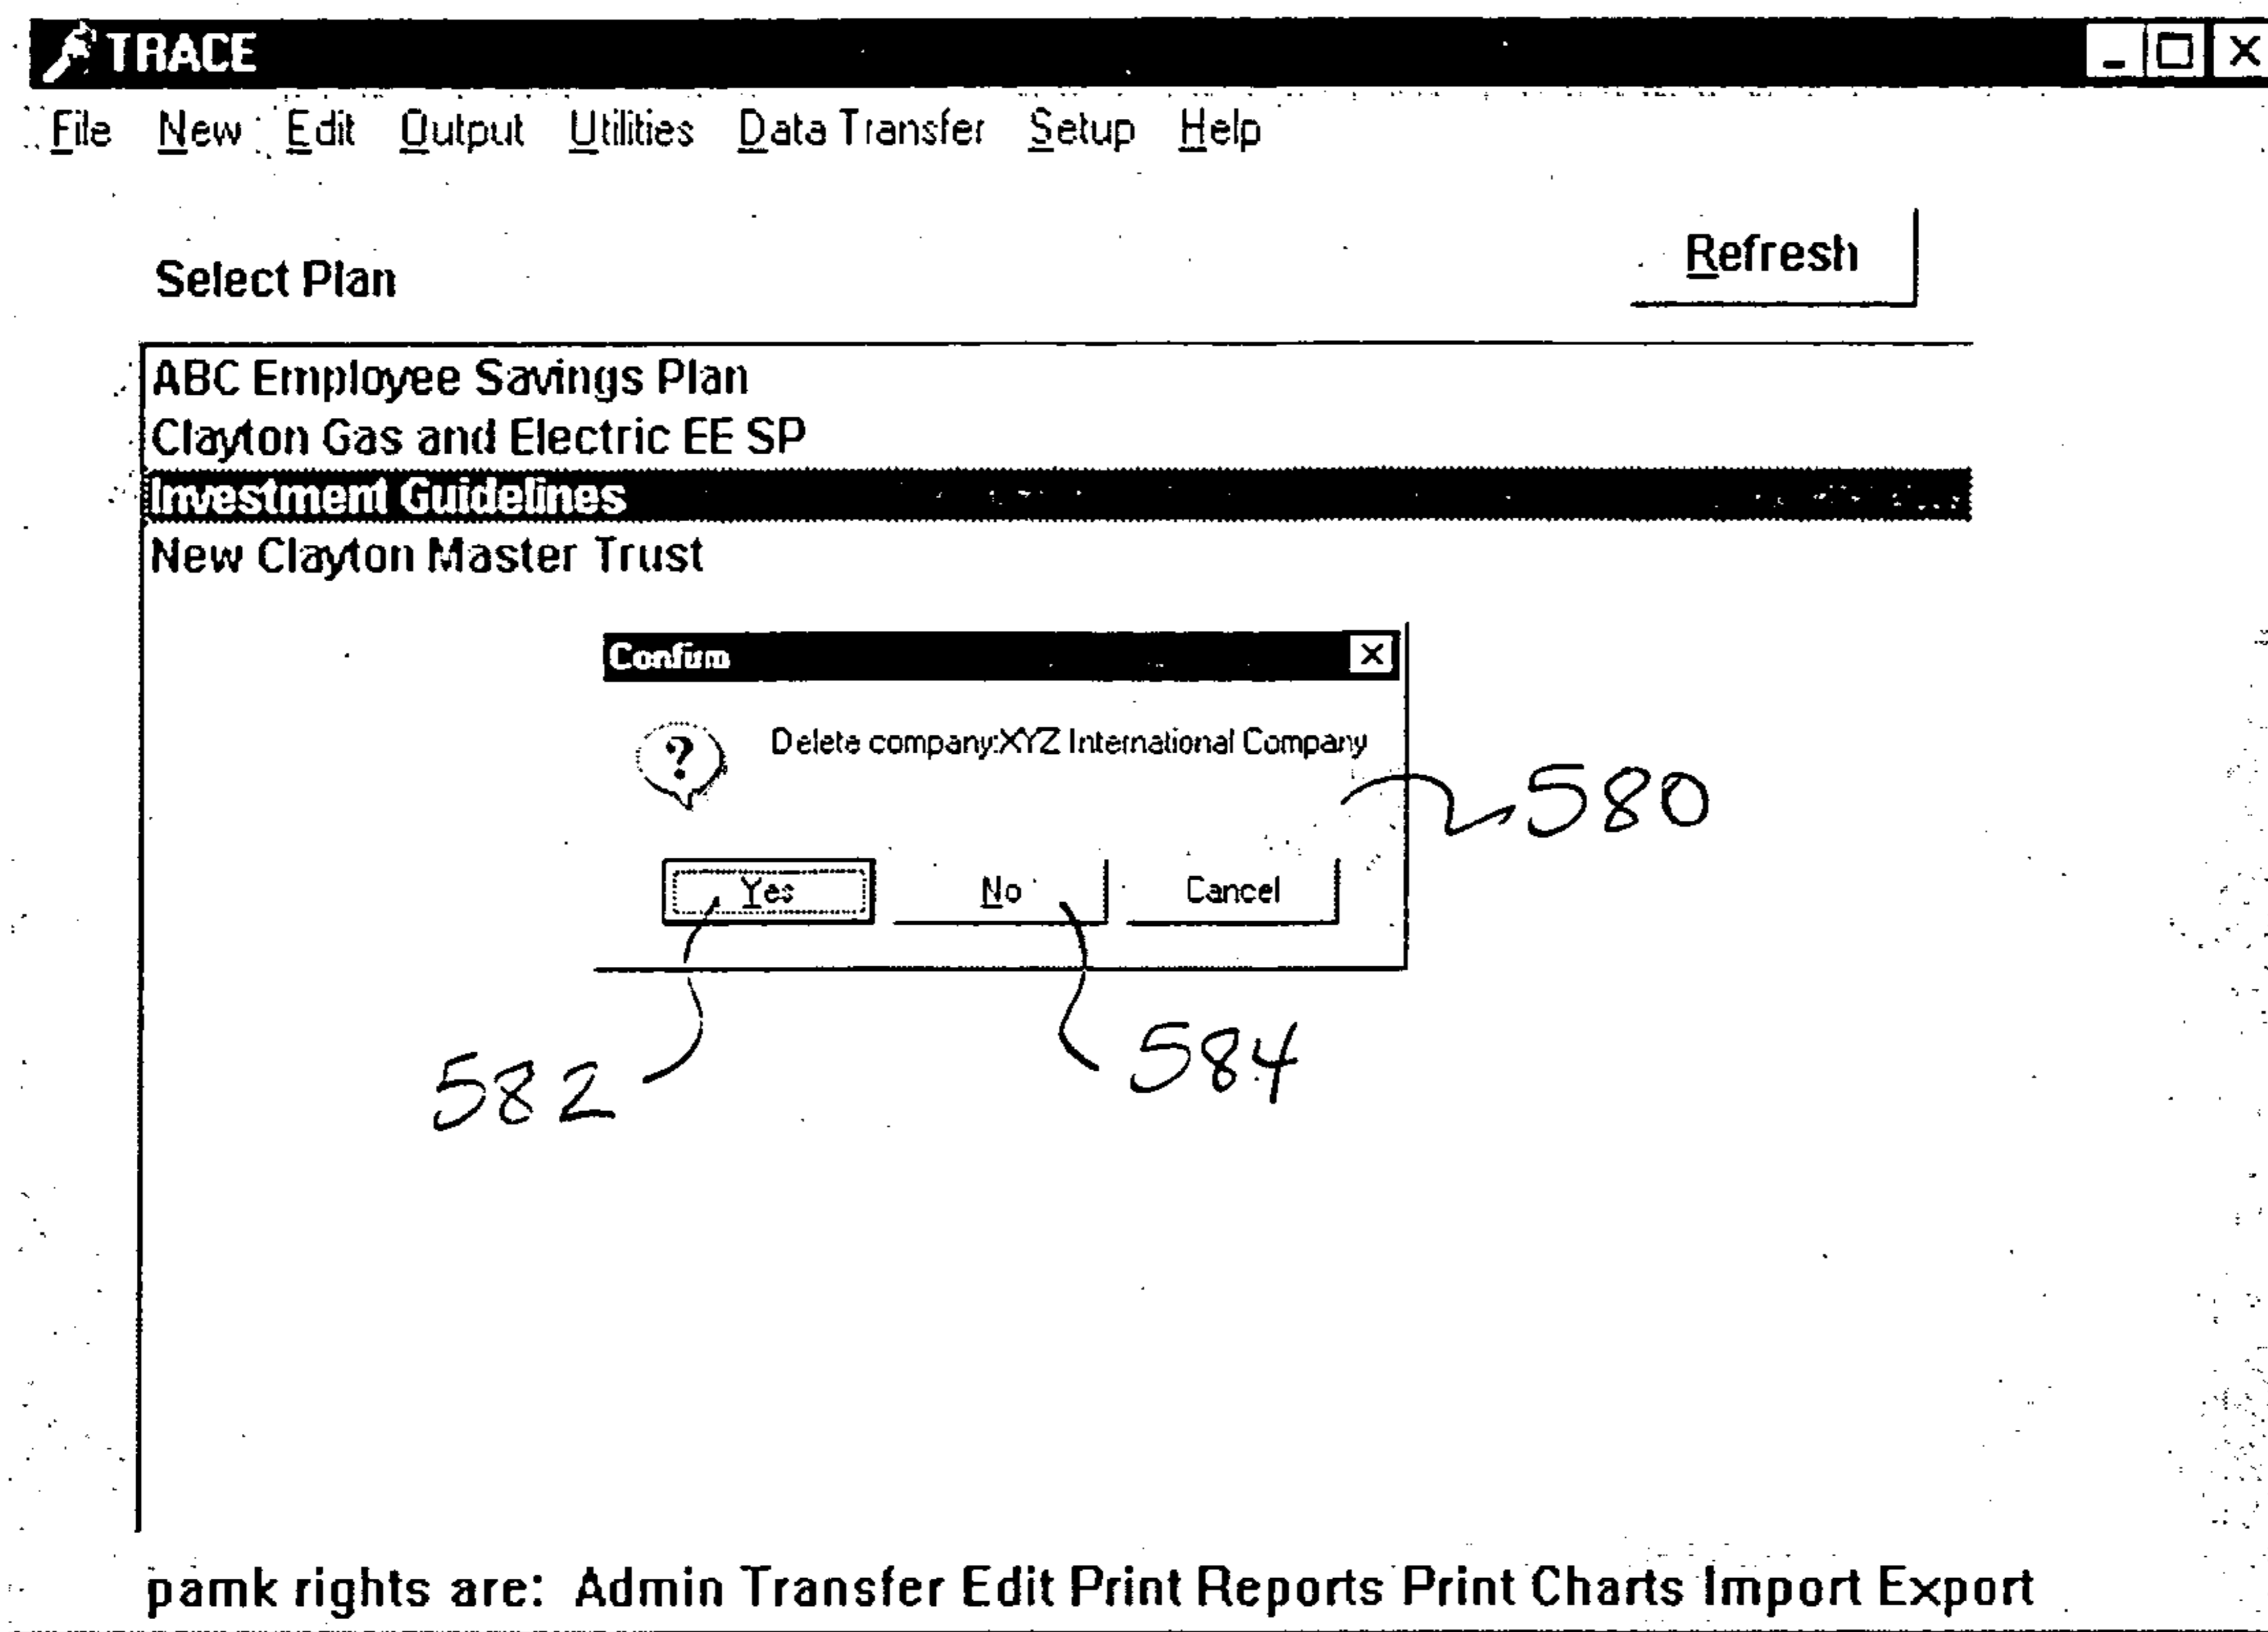 TRACE
File New Edit Output Utilities Data Transfer Setup Help
Refresh
Select Plan
ABC Employee Savings Plan
Clayton Gas and Electric EE SP
Investment Guidelines
New Clayton Master Trust
Confirm
?
Delete company:XYZ International Company
580
Yes No Cancel
582
584
pamk rights are: Admin Transfer Edit Print Reports Print Charts Import Export